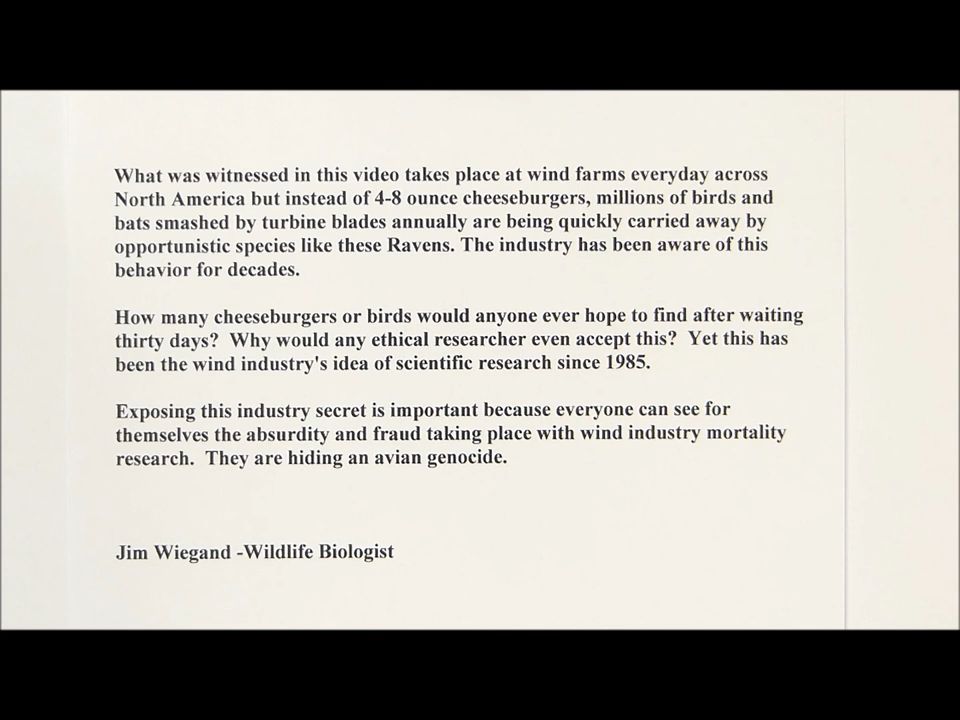 What was witnessed in this video takes place at wind farms everyday across
North America but instead of 4-8 ounce cheeseburgers, millions of birds and
bats smashed by turbine blades annually are being quickly carried away by
opportunistic species like these Ravens. The industry has been aware of this
behavior for decades.
How many cheeseburgers or birds would anyone ever hope to find after waiting
thirty days?  Why would any ethical researcher even accept this?  Yet this has
been the wind industry's idea of scientific research since 1985.
Exposing this industry secret is important because everyone can see for
themselves the absurdity and fraud taking place with wind industry mortality
research.  They are hiding an avian genocide.
Jim Wiegand -Wildlife Biologist